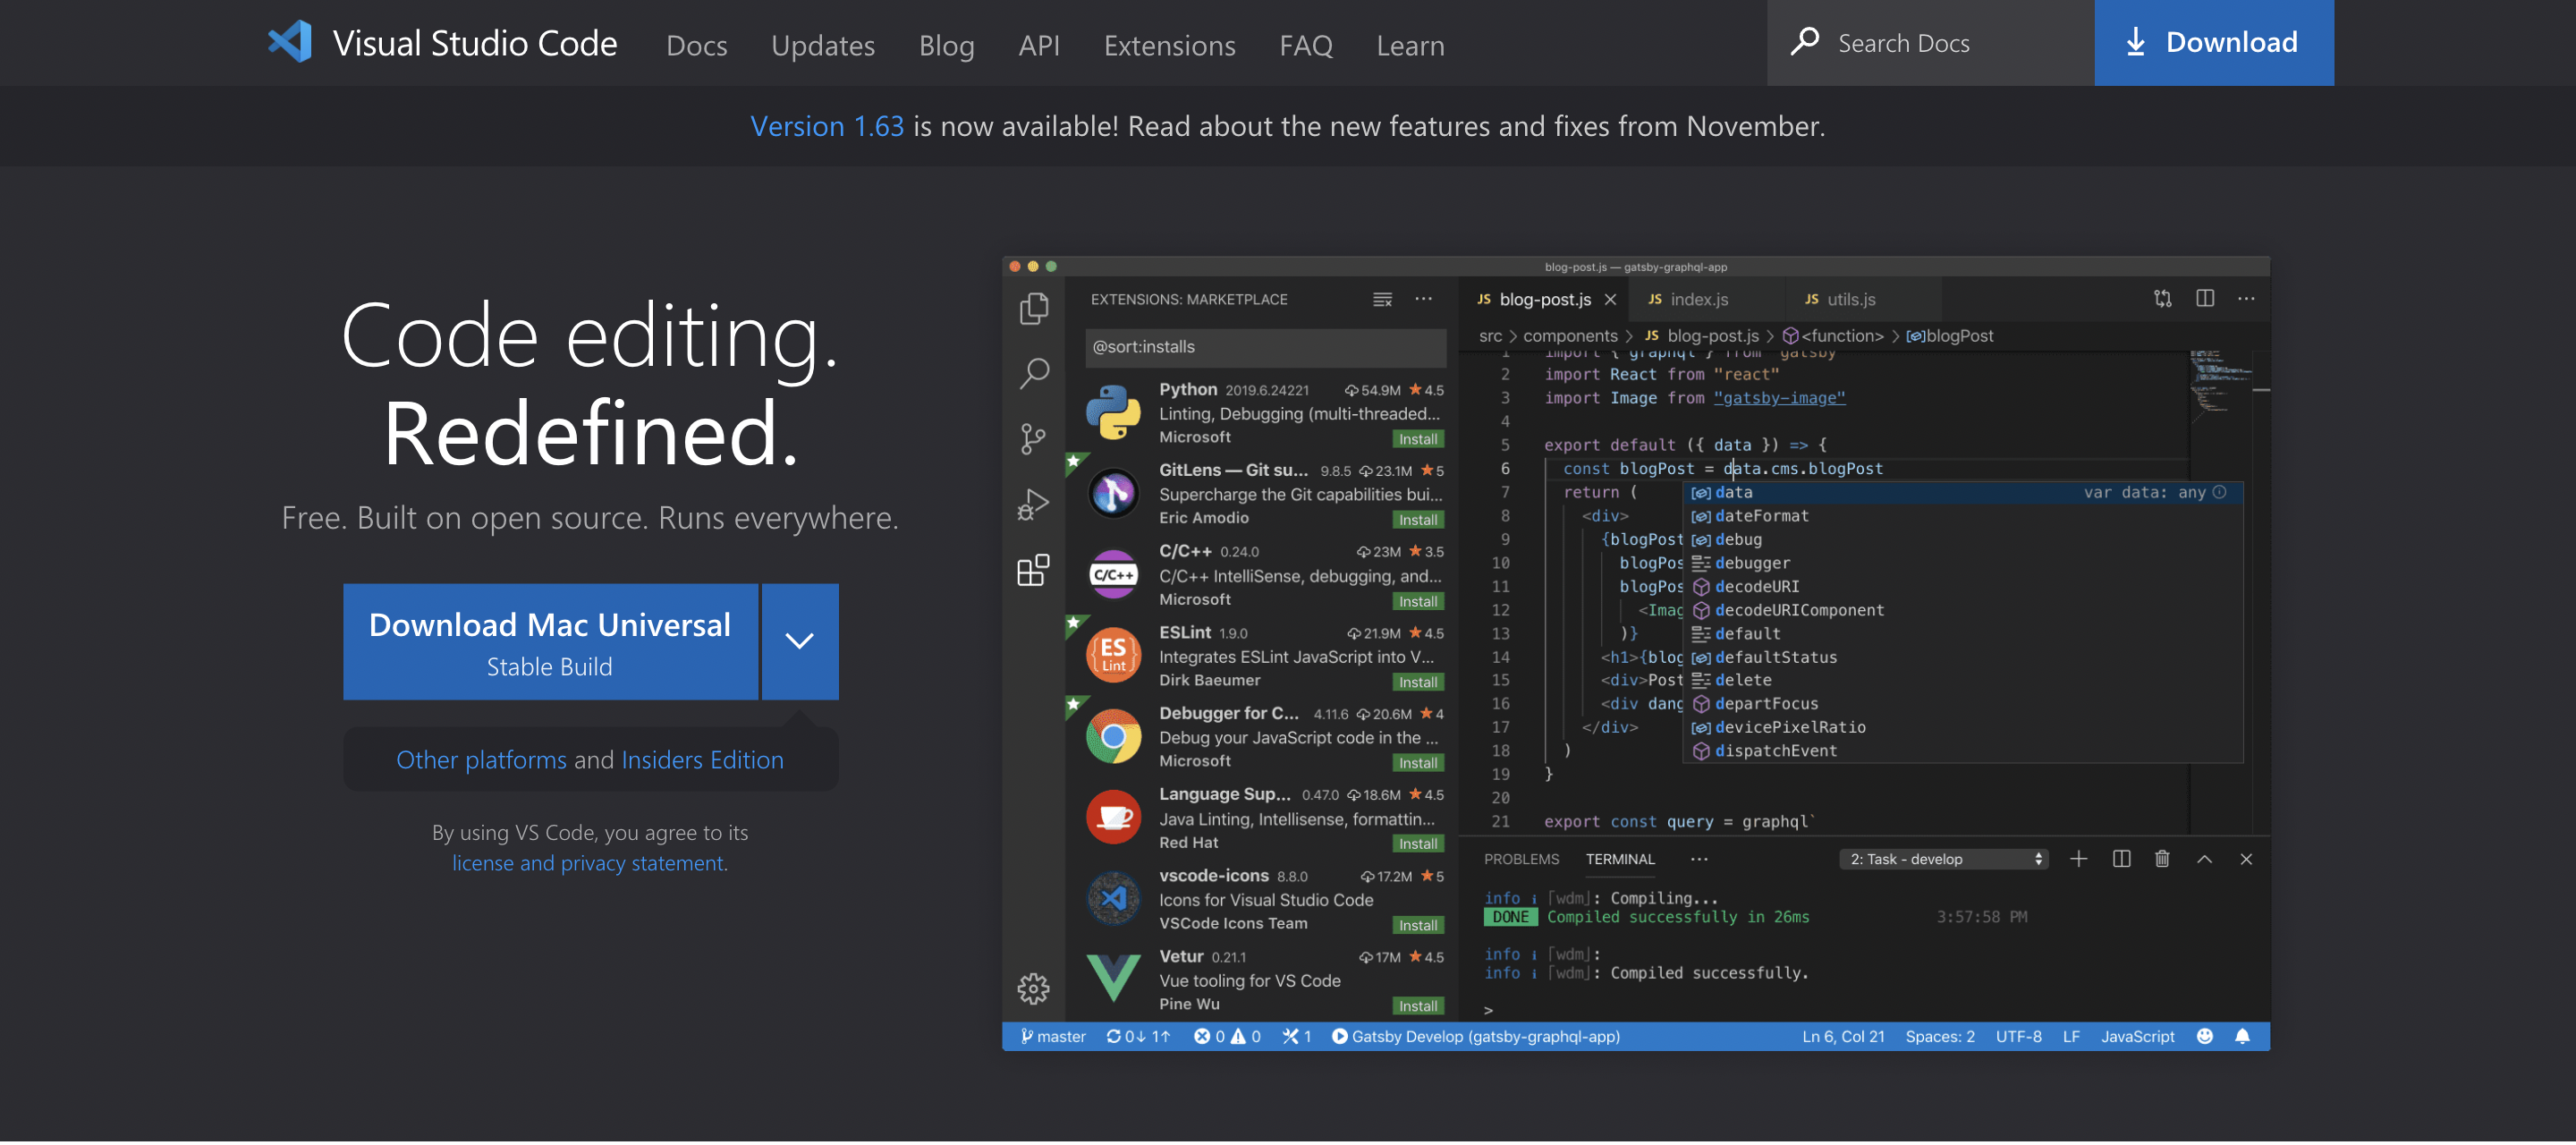 Visual Studio Code Docs Updates Blog API Extensions FAQ Learn Search Docs Download
Version 1.63 is now available! Read about the new features and fixes from November.
Code editing.
Redefined.
Free. Built on open source. Runs everywhere.
Download Mac Universal
Stable Build
Other platforms and Insiders Edition
By using VS Code, you agree to its
license and privacy statement.
blog-post.js — gatsby-graphql-app
EXTENSIONS: MARKETPLACE
@sort:installs
Python 2019.6.24221 54.9M 4.5
Linting, Debugging (multi-threaded...
Microsoft Install
GitLens — Git su... 9.8.5 23.1M 5
Supercharge the Git capabilities bui...
Eric Amodio Install
C/C++
C/C++ 0.24.0 23M 3.5
C/C++ IntelliSense, debugging, and...
Microsoft Install
ES
Lint
ESLint 1.9.0 21.9M 4.5
Integrates ESLint JavaScript into V...
Dirk Baeumer Install
Debugger for C... 4.11.6 20.6M 4
Debug your JavaScript code in the ...
Microsoft Install
Language Sup... 0.47.0 18.6M 4.5
Java Linting, Intellisense, formattin...
Red Hat Install
vscode-icons 8.8.0 17.2M 5
Icons for Visual Studio Code
VSCode Icons Team Install
Vetur 0.21.1 17M 4.5
Vue tooling for VS Code
Pine Wu Install
JS blog-post.js JS index.js JS utils.js
src > components > JS blog-post.js > <function> > blogPost
1 import { graphql } from "gatsby"
2 import React from "react"
3 import Image from "gatsby-image"
4
5 export default ({ data }) => {
6 const blogPost = data.cms.blogPost
7 return (
8 <div>
9 {blogPost
10 blogPos
11 blogPos
12 <Imag
13 )}
14 <h1>{blog
15 <div>Post
16 <div dang
17 </div>
18 )
19 }
20
21 export const query = graphql`
data var data: any
dateFormat
debug
debugger
decodeURI
decodeURIComponent
default
defaultStatus
delete
departFocus
devicePixelRatio
dispatchEvent
PROBLEMS TERMINAL ... 2: Task - develop
info i ｢wdm｣: Compiling...
DONE Compiled successfully in 26ms 3:57:58 PM
info i ｢wdm｣:
info i ｢wdm｣: Compiled successfully.
>
master 0↓ 1↑ 0 0 1 Gatsby Develop (gatsby-graphql-app) Ln 6, Col 21 Spaces: 2 UTF-8 LF JavaScript